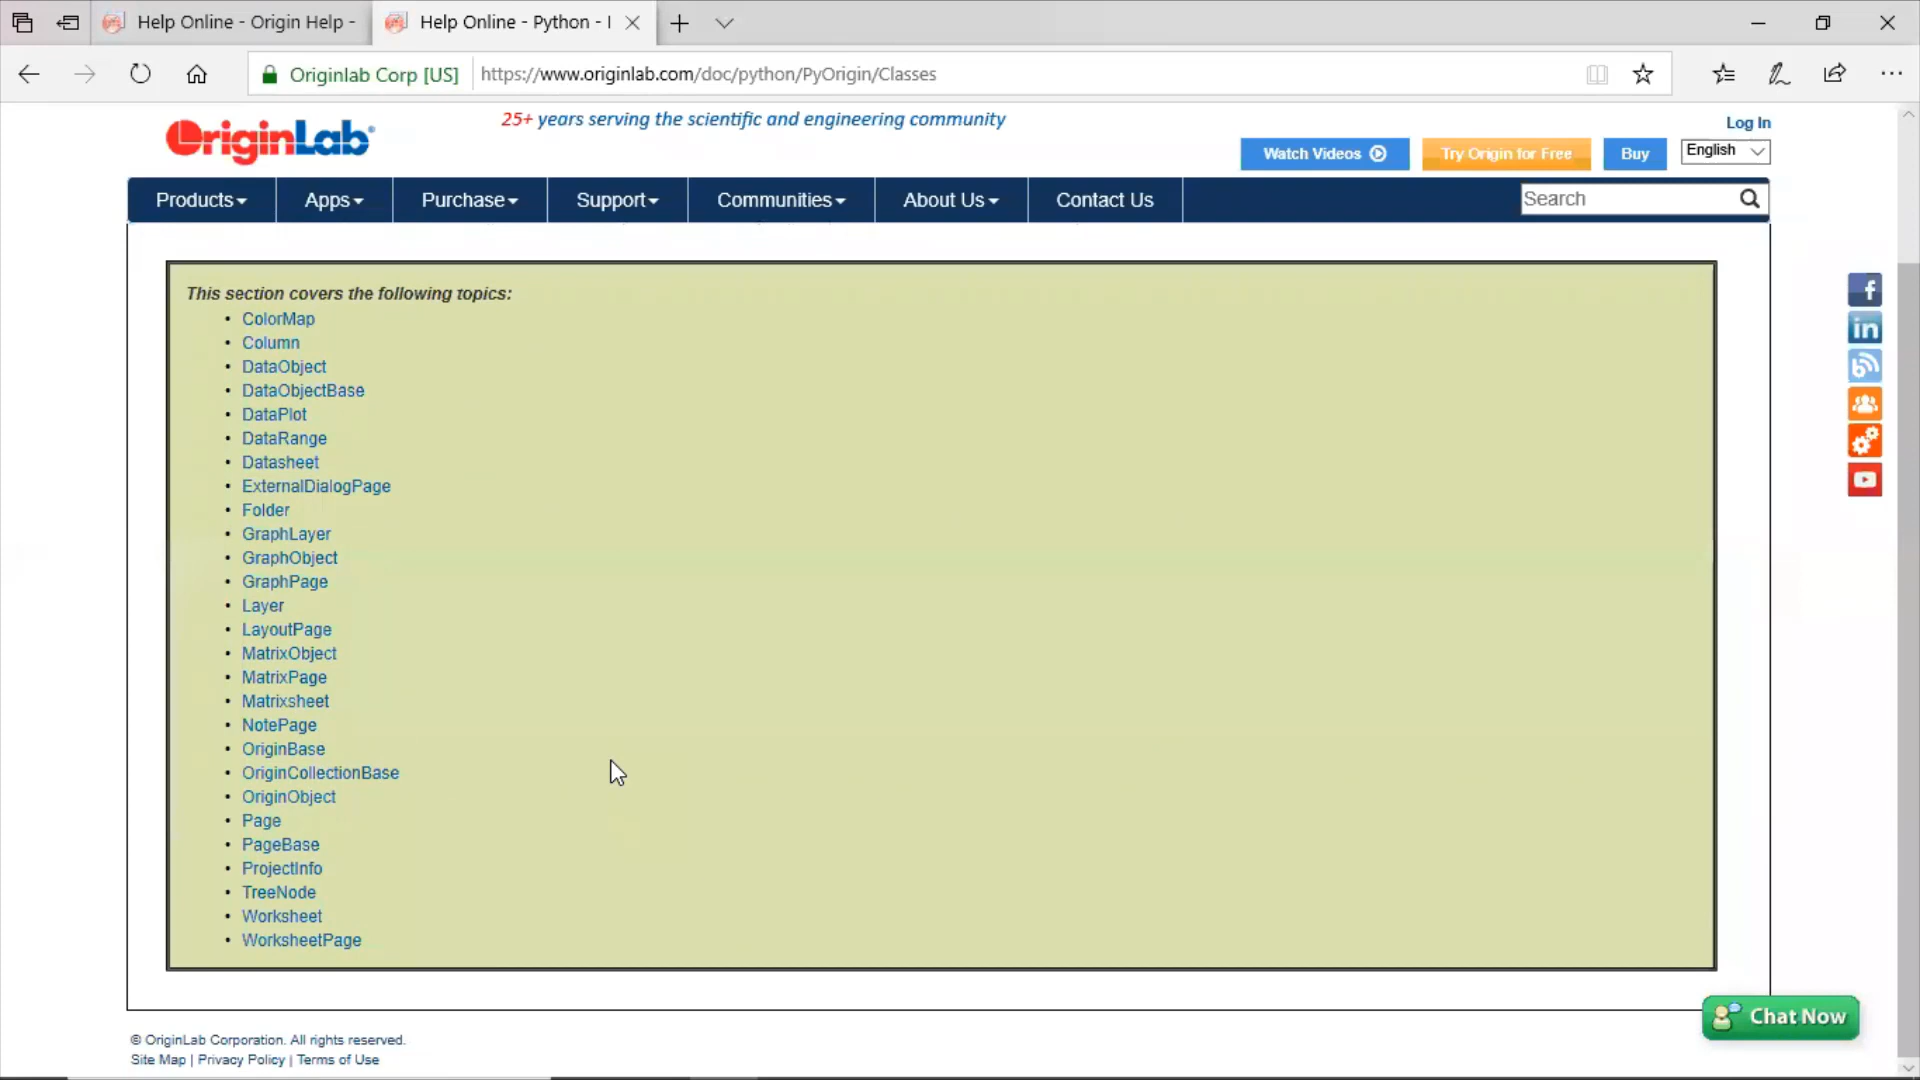 Help Online - Origin Help -
Help Online - Python - I
Originlab Corp [US]
https://www.originlab.com/doc/python/PyOrigin/Classes
OriginLab®
25+ years serving the scientific and engineering community
Log In
Watch Videos
Try Origin for Free
Buy
English
Products
Apps
Purchase
Support
Communities
About Us
Contact Us
Search
This section covers the following topics:
• ColorMap
• Column
• DataObject
• DataObjectBase
• DataPlot
• DataRange
• Datasheet
• ExternalDialogPage
• Folder
• GraphLayer
• GraphObject
• GraphPage
• Layer
• LayoutPage
• MatrixObject
• MatrixPage
• Matrixsheet
• NotePage
• OriginBase
• OriginCollectionBase
• OriginObject
• Page
• PageBase
• ProjectInfo
• TreeNode
• Worksheet
• WorksheetPage
Chat Now
© OriginLab Corporation. All rights reserved.
Site Map | Privacy Policy | Terms of Use